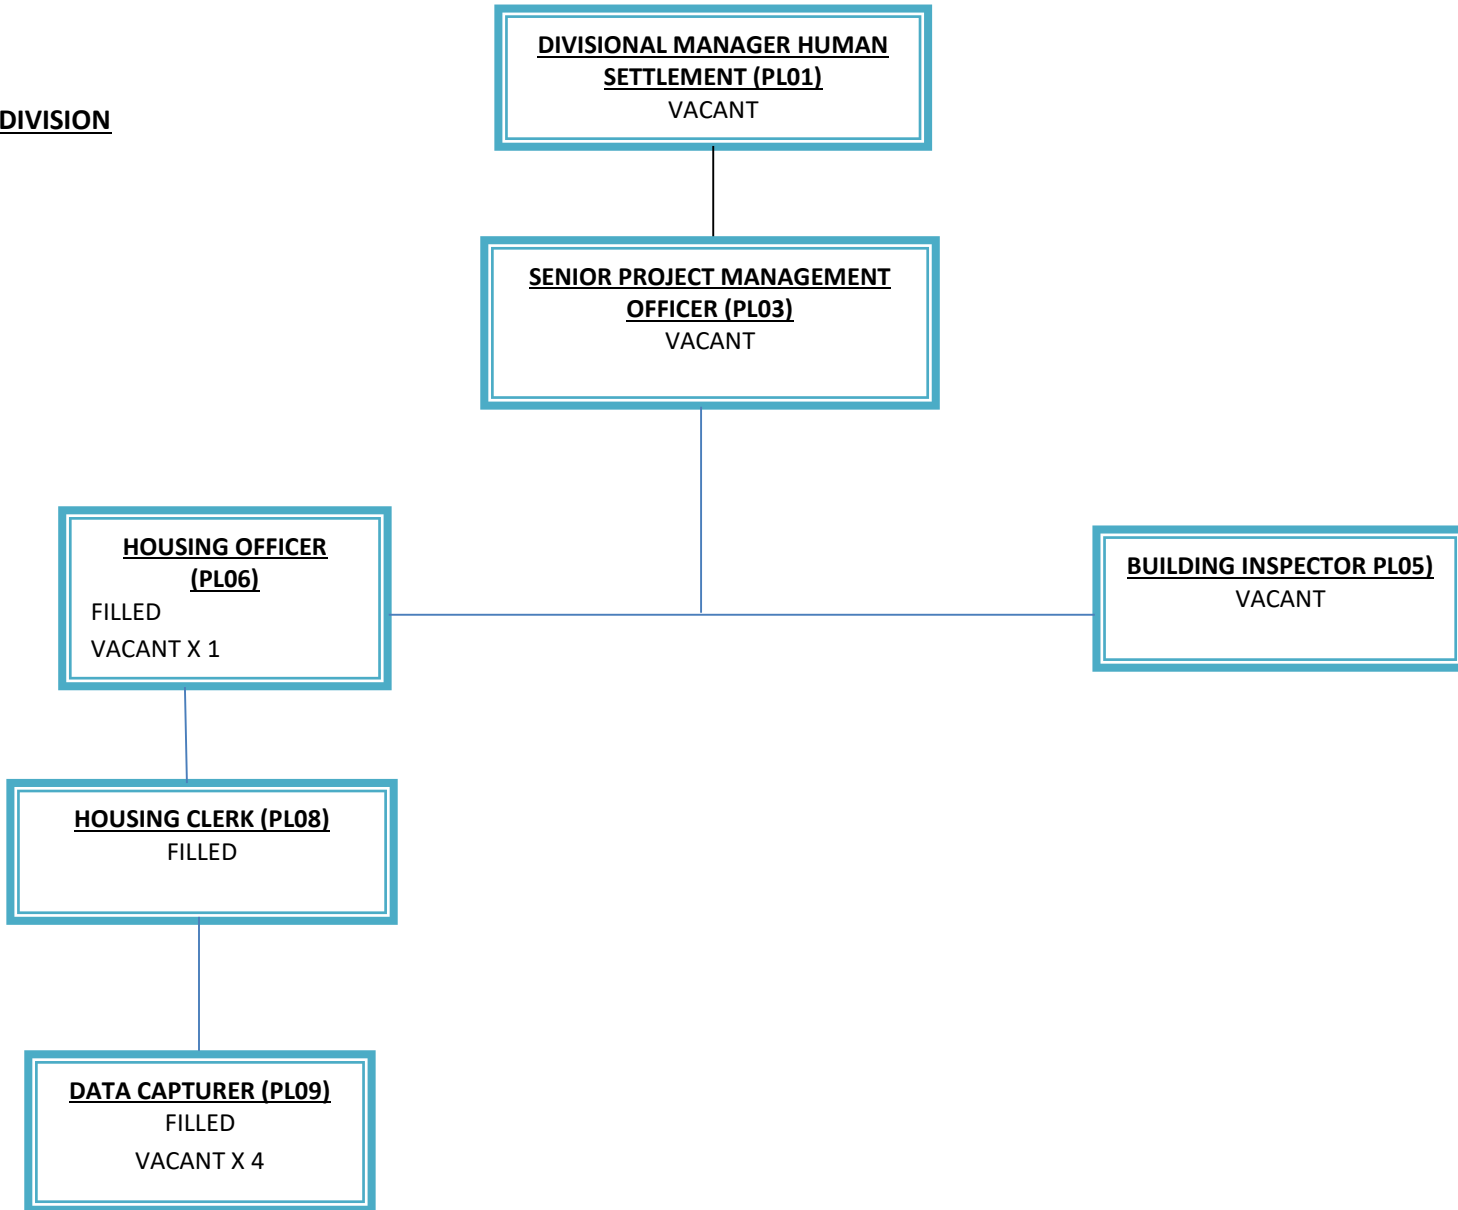 DIVISIONAL MANAGER HUMAN
SETTLEMENT (PL01)
VACANT
DIVISION
SENIOR PROJECT MANAGEMENT
OFFICER (PL03)
VACANT
HOUSING OFFICER
(PL06)
FILLED
VACANT X 1
BUILDING INSPECTOR PL05)
VACANT
HOUSING CLERK (PL08)
FILLED
DATA CAPTURER (PL09)
FILLED
VACANT X 4